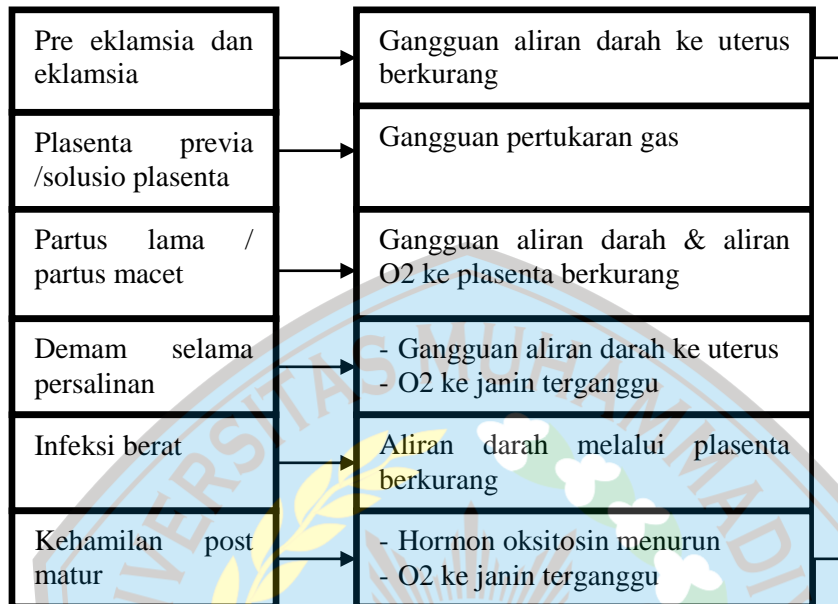 Pre eklamsia dan
eklamsia
Gangguan aliran darah ke uterus
berkurang
Plasenta previa
/solusio plasenta
Gangguan pertukaran gas
Partus lama /
partus macet
Gangguan aliran darah & aliran
O2 ke plasenta berkurang
Demam selama
persalinan
- Gangguan aliran darah ke uterus
- O2 ke janin terganggu
Infeksi berat
Aliran darah melalui plasenta
berkurang
Kehamilan post
matur
- Hormon oksitosin menurun
- O2 ke janin terganggu